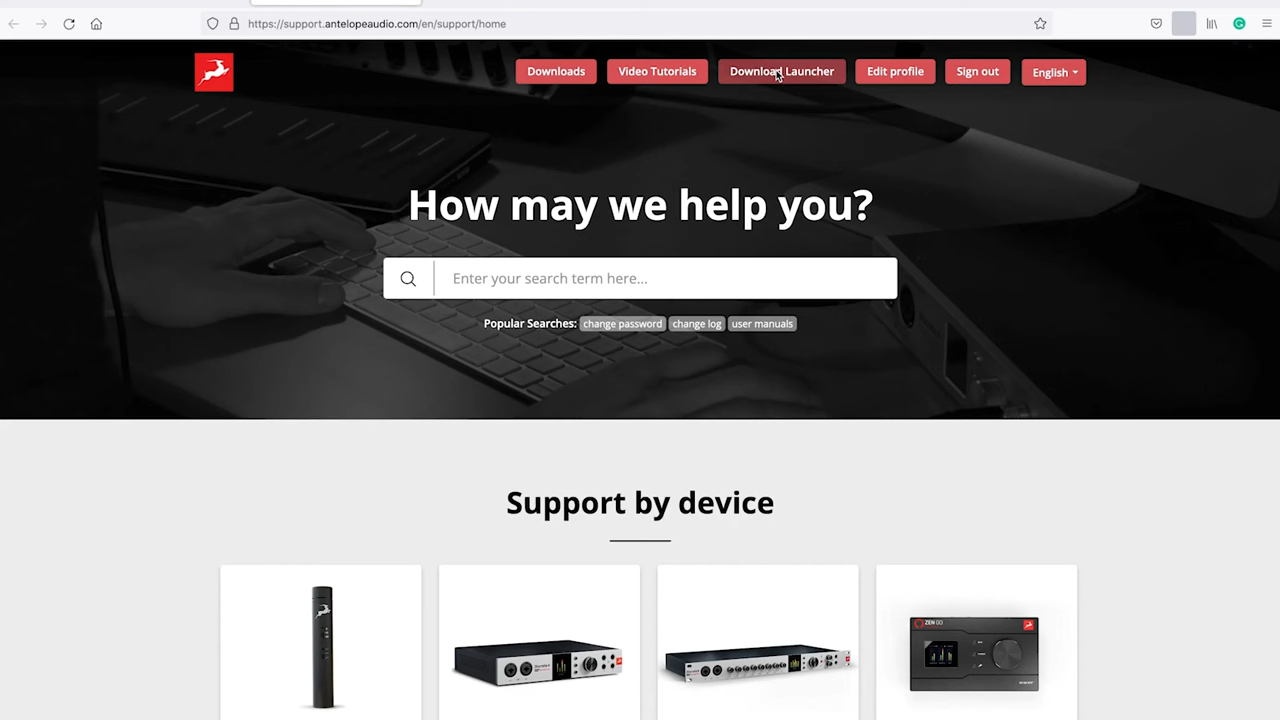 https://support.antelopeaudio.com/en/support/home
Downloads
Video Tutorials
Download Launcher
Edit profile
Sign out
English
How may we help you?
Enter your search term here...
Popular Searches: change password change log user manuals
Support by device
ZEN GO